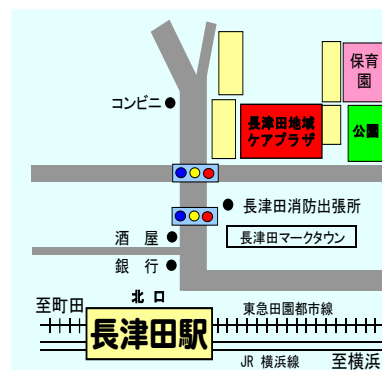 保育
園
コンビニ
長津田地域
ケアプラザ
公園
長津田消防出張所
酒 屋
長津田マークタウン
銀 行
北 口
至町田
東急田園都市線
長津田駅
JR 横浜線
至横浜